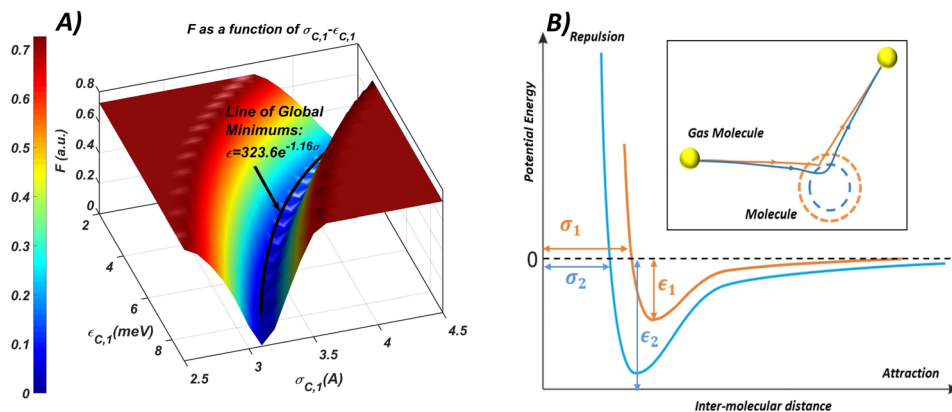 A)
F as a function of σC,1-ϵC,1
0.7
0.6
0.5
0.4
0.3
0.2
0.1
0
F (a.u.)
0.8
0.6
0.4
0.2
0
Line of Global
Minimums:
ϵ=323.6e-1.16σ
2
4
6
8
ϵC,1(meV)
2.5
3
3.5
4
4.5
σC,1(A)
B)
Repulsion
Potential Energy
Gas Molecule
Molecule
σ1
0
σ2
ϵ1
ϵ2
Attraction
Inter-molecular distance